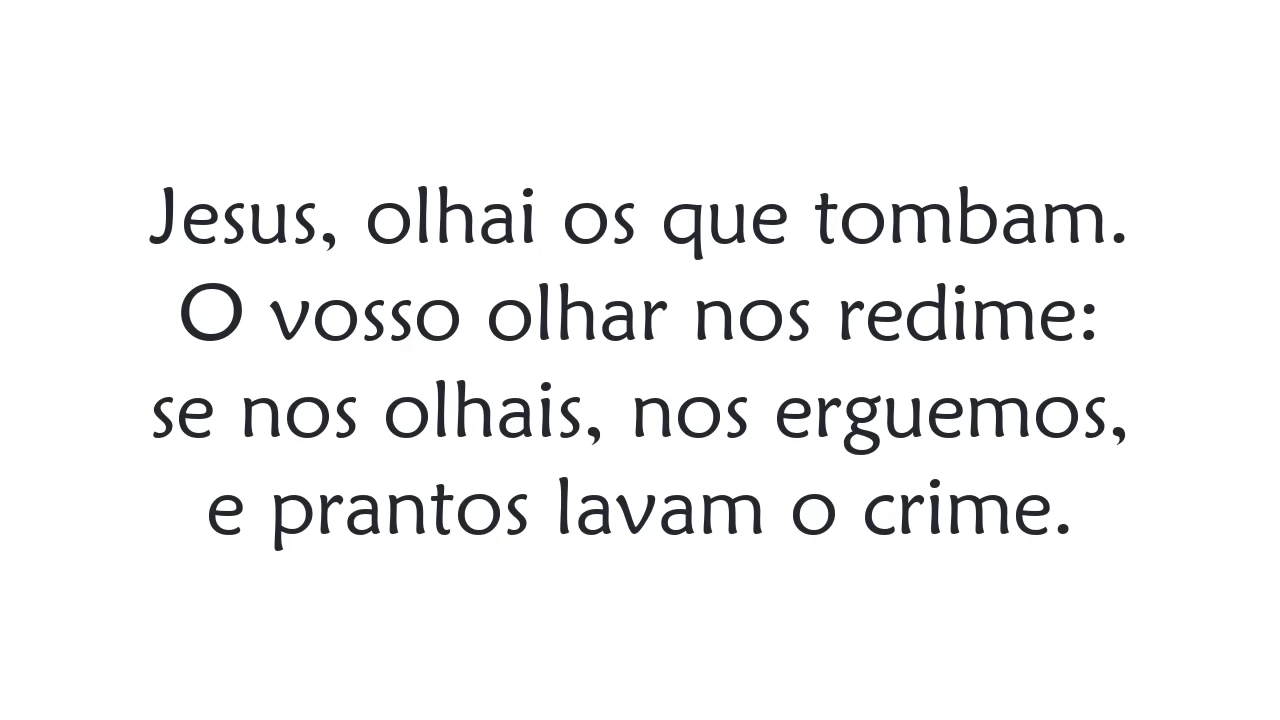 Jesus, olhai os que tombam.
O vosso olhar nos redime:
se nos olhais, nos erguemos,
e prantos lavam o crime.